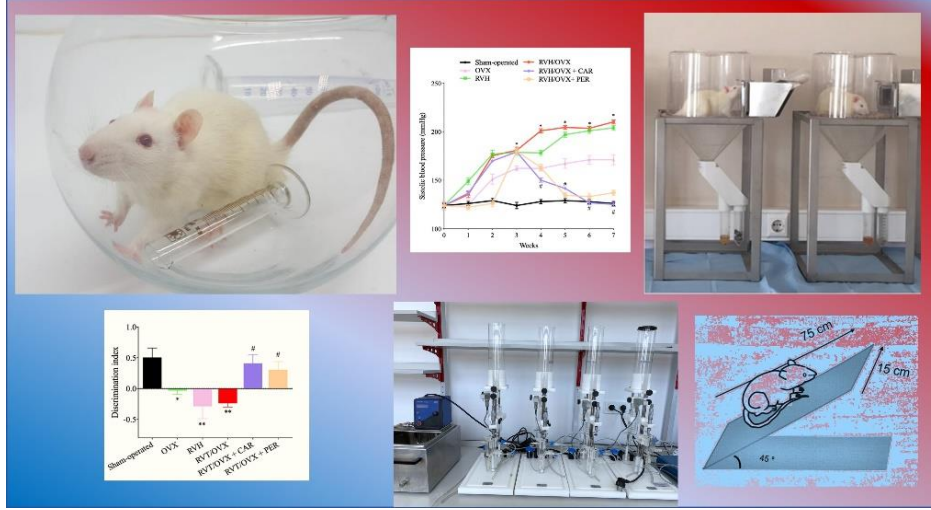 Sham-operated
OVX
RVH
RVH/OVX
RVH/OVX + CAR
RVH/OVX+ PER
250
200
150
100
Sistolic blood pressure (mmHg)
0 1 2 3 4 5 6 7
Weeks
* * * * *
* #
# #
1.0
0.5
0.0
-0.5
Discrimination index
# #
*
** **
Sham-operated
OVX
RVH
RVT/OVX
RVT/OVX + CAR
RVT/OVX + PER
75 cm
15 cm
45 °